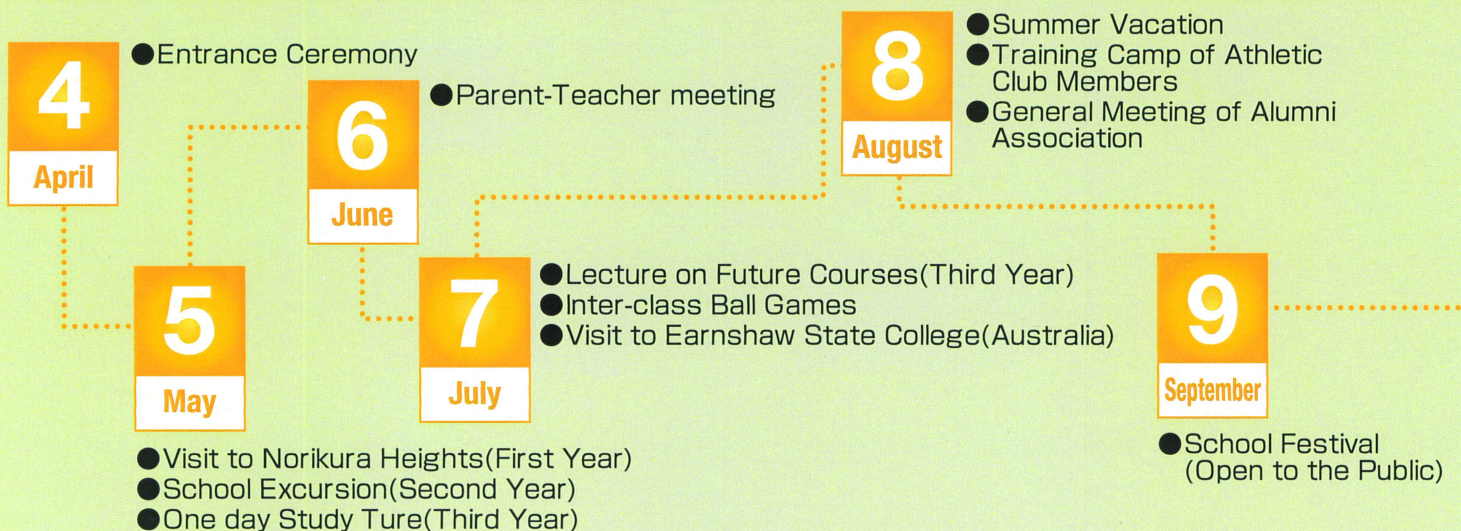 4
April
●Entrance Ceremony
5
May
●Visit to Norikura Heights(First Year)
●School Excursion(Second Year)
●One day Study Ture(Third Year)
6
June
●Parent-Teacher meeting
7
July
●Lecture on Future Courses(Third Year)
●Inter-class Ball Games
●Visit to Earnshaw State College(Australia)
8
August
●Summer Vacation
●Training Camp of Athletic
Club Members
●General Meeting of Alumni
Association
9
September
●School Festival
(Open to the Public)